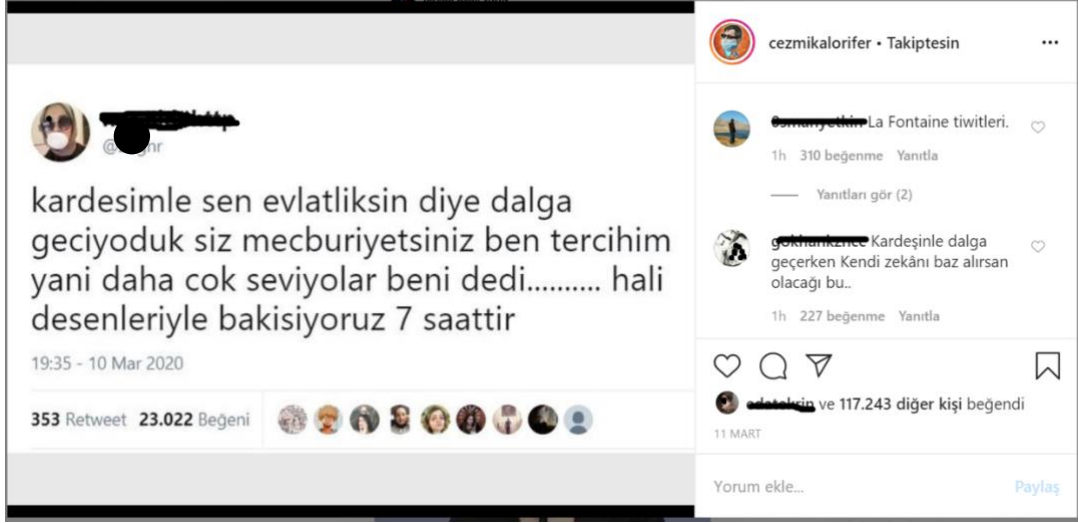 kardesimle sen evlatliksin diye dalga
geciyoduk siz mecburiyetsiniz ben tercihim
yani daha cok seviyolar beni dedi.......... hali
desenleriyle bakisiyoruz 7 saattir
19:35 - 10 Mar 2020
353 Retweet 23.022 Beğeni
cezmikalorifer • Takiptesin
La Fontaine tiwitleri.
1h 310 beğenme Yanıtla
Yanıtları gör (2)
Kardeşinle dalga
geçerken Kendi zekânı baz alırsan
olacağı bu..
1h 227 beğenme Yanıtla
ve 117.243 diğer kişi beğendi
11 MART
Yorum ekle... Paylaş